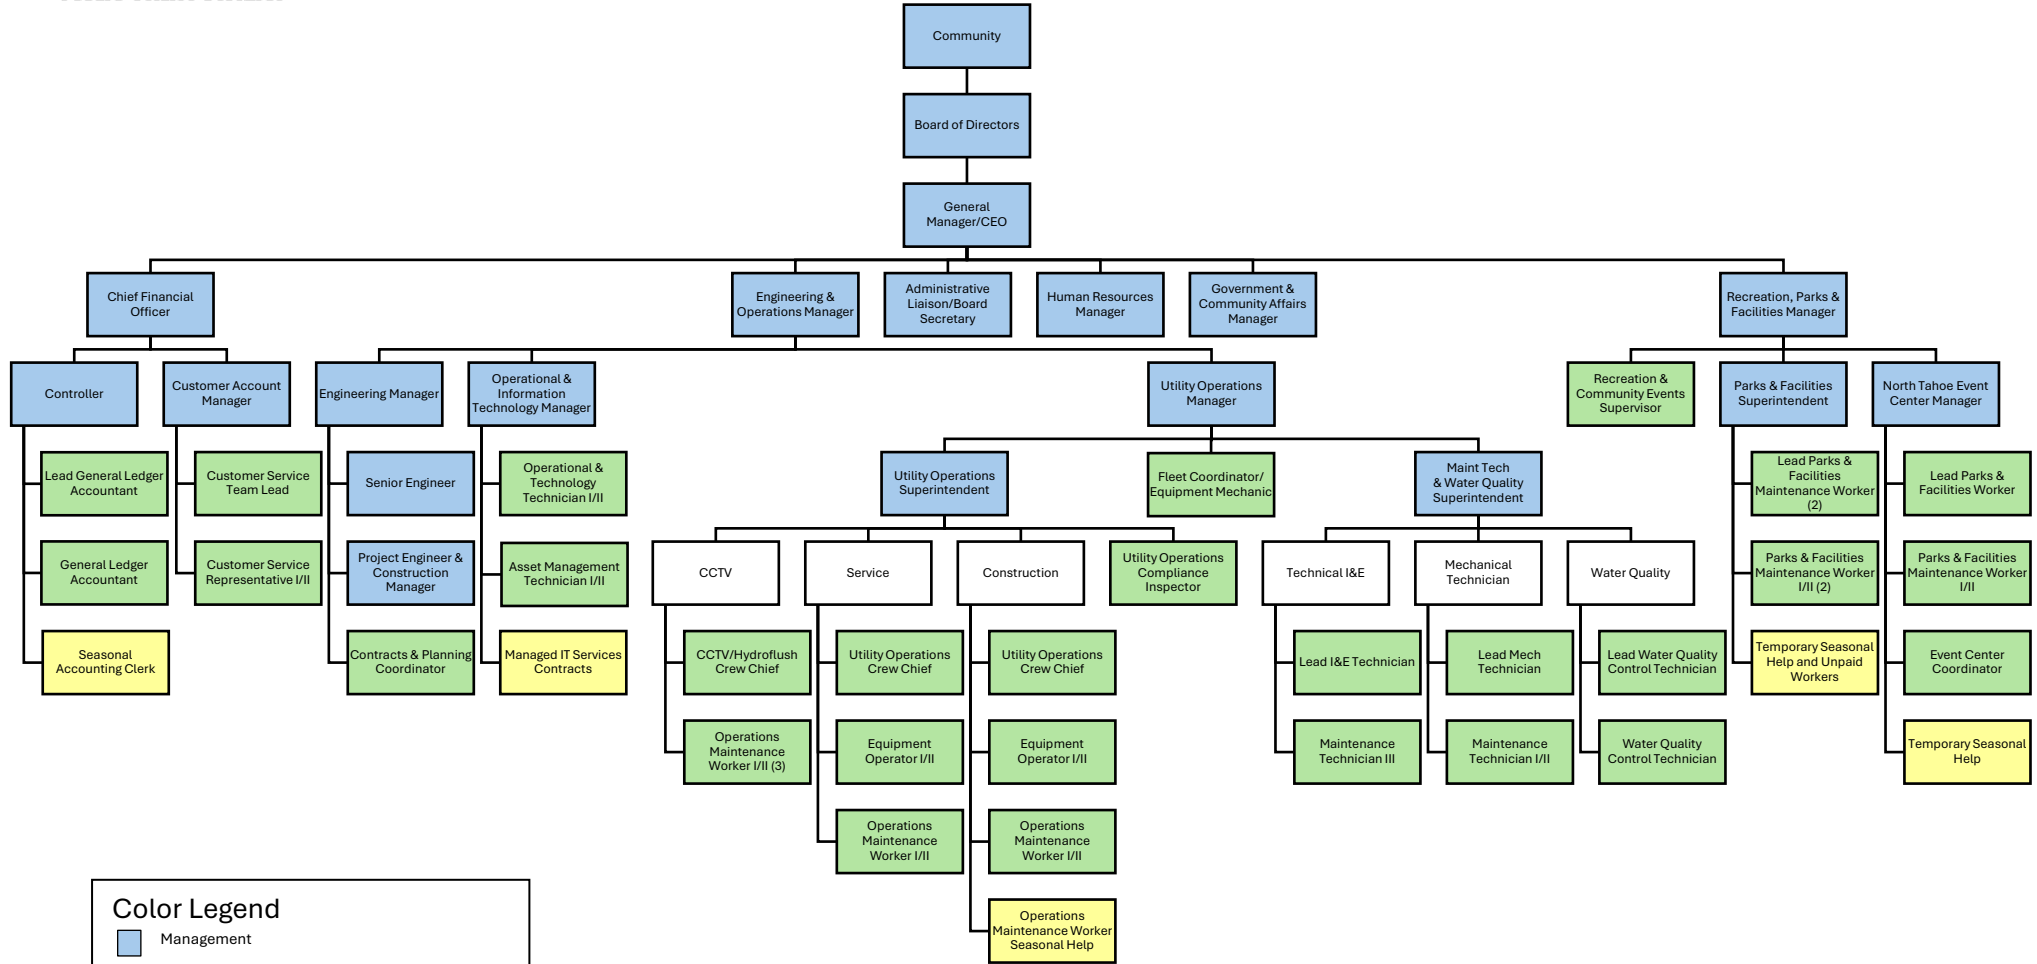 Community
Board of Directors
General
Manager/CEO
Chief Financial
Officer
Engineering &
Operations Manager
Administrative
Liaison/Board
Secretary
Human Resources
Manager
Government &
Community Affairs
Manager
Recreation, Parks &
Facilities Manager
Controller
Customer Account
Manager
Engineering Manager
Operational &
Information
Technology Manager
Utility Operations
Manager
Recreation &
Community Events
Supervisor
Parks & Facilities
Superintendent
North Tahoe Event
Center Manager
Lead General Ledger
Accountant
Customer Service
Team Lead
Senior Engineer
Operational &
Technology
Technician I/II
Utility Operations
Superintendent
Fleet Coordinator/
Equipment Mechanic
Maint Tech
& Water Quality
Superintendent
Lead Parks &
Facilities
Maintenance Worker
(2)
Lead Parks &
Facilities Worker
General Ledger
Accountant
Customer Service
Representative I/II
Project Engineer &
Construction
Manager
Asset Management
Technician I/II
CCTV
Service
Construction
Utility Operations
Compliance
Inspector
Technical I&E
Mechanical
Technician
Water Quality
Parks & Facilities
Maintenance Worker
I/II (2)
Parks & Facilities
Maintenance Worker
I/II
Seasonal
Accounting Clerk
Contracts & Planning
Coordinator
Managed IT Services
Contracts
CCTV/Hydroflush
Crew Chief
Utility Operations
Crew Chief
Utility Operations
Crew Chief
Lead I&E Technician
Lead Mech
Technician
Lead Water Quality
Control Technician
Temporary Seasonal
Help and Unpaid
Workers
Event Center
Coordinator
Operations
Maintenance
Worker I/II (3)
Equipment
Operator I/II
Equipment
Operator I/II
Maintenance
Technician III
Maintenance
Technician I/II
Water Quality
Control Technician
Temporary Seasonal
Help
Operations
Maintenance
Worker I/II
Operations
Maintenance
Worker I/II
Operations
Maintenance Worker
Seasonal Help
Color Legend
Management